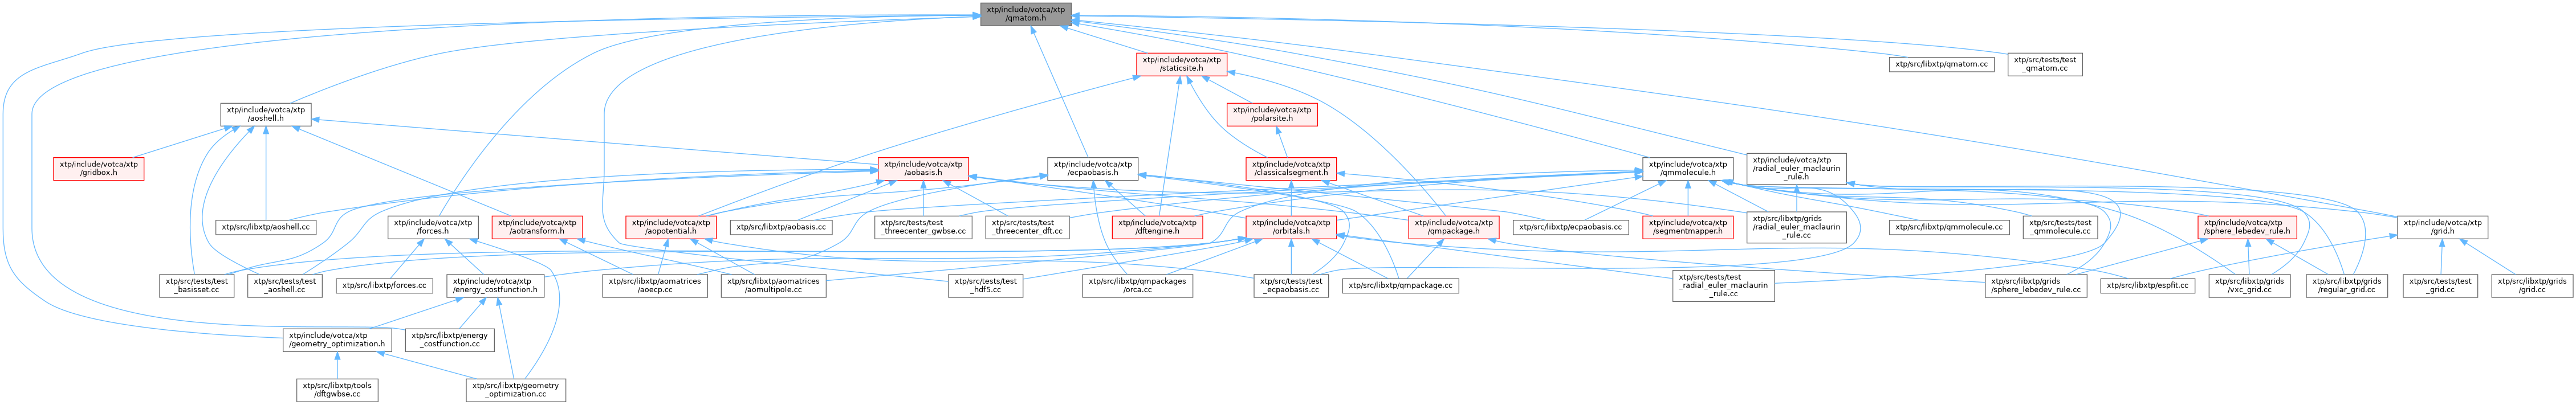 xtp/include/votca/xtp
/qmatom.h
xtp/include/votca/xtp
/staticsite.h
xtp/src/libxtp/qmatom.cc
xtp/src/tests/test
_qmatom.cc
xtp/include/votca/xtp
/aoshell.h
xtp/include/votca/xtp
/polarsite.h
xtp/include/votca/xtp
/gridbox.h
xtp/include/votca/xtp
/aobasis.h
xtp/include/votca/xtp
/ecpaobasis.h
xtp/include/votca/xtp
/classicalsegment.h
xtp/include/votca/xtp
/qmmolecule.h
xtp/include/votca/xtp
/radial_euler_maclaurin
_rule.h
xtp/src/libxtp/aoshell.cc
xtp/include/votca/xtp
/forces.h
xtp/include/votca/xtp
/aotransform.h
xtp/include/votca/xtp
/aopotential.h
xtp/src/libxtp/aobasis.cc
xtp/src/tests/test
_threecenter_gwbse.cc
xtp/src/tests/test
_threecenter_dft.cc
xtp/include/votca/xtp
/dftengine.h
xtp/include/votca/xtp
/orbitals.h
xtp/include/votca/xtp
/qmpackage.h
xtp/src/libxtp/ecpaobasis.cc
xtp/include/votca/xtp
/segmentmapper.h
xtp/src/libxtp/grids
/radial_euler_maclaurin
_rule.cc
xtp/src/libxtp/qmmolecule.cc
xtp/src/tests/test
_qmmolecule.cc
xtp/include/votca/xtp
/sphere_lebedev_rule.h
xtp/include/votca/xtp
/grid.h
xtp/src/tests/test
_basisset.cc
xtp/src/tests/test
_aoshell.cc
xtp/src/libxtp/forces.cc
xtp/include/votca/xtp
/energy_costfunction.h
xtp/src/libxtp/aomatrices
/aoecp.cc
xtp/src/libxtp/aomatrices
/aomultipole.cc
xtp/src/tests/test
_hdf5.cc
xtp/src/libxtp/qmpackages
/orca.cc
xtp/src/tests/test
_ecpaobasis.cc
xtp/src/libxtp/qmpackage.cc
xtp/src/tests/test
_radial_euler_maclaurin
_rule.cc
xtp/src/libxtp/grids
/sphere_lebedev_rule.cc
xtp/src/libxtp/espfit.cc
xtp/src/libxtp/grids
/vxc_grid.cc
xtp/src/libxtp/grids
/regular_grid.cc
xtp/src/tests/test
_grid.cc
xtp/src/libxtp/grids
/grid.cc
xtp/include/votca/xtp
/geometry_optimization.h
xtp/src/libxtp/energy
_costfunction.cc
xtp/src/libxtp/tools
/dftgwbse.cc
xtp/src/libxtp/geometry
_optimization.cc